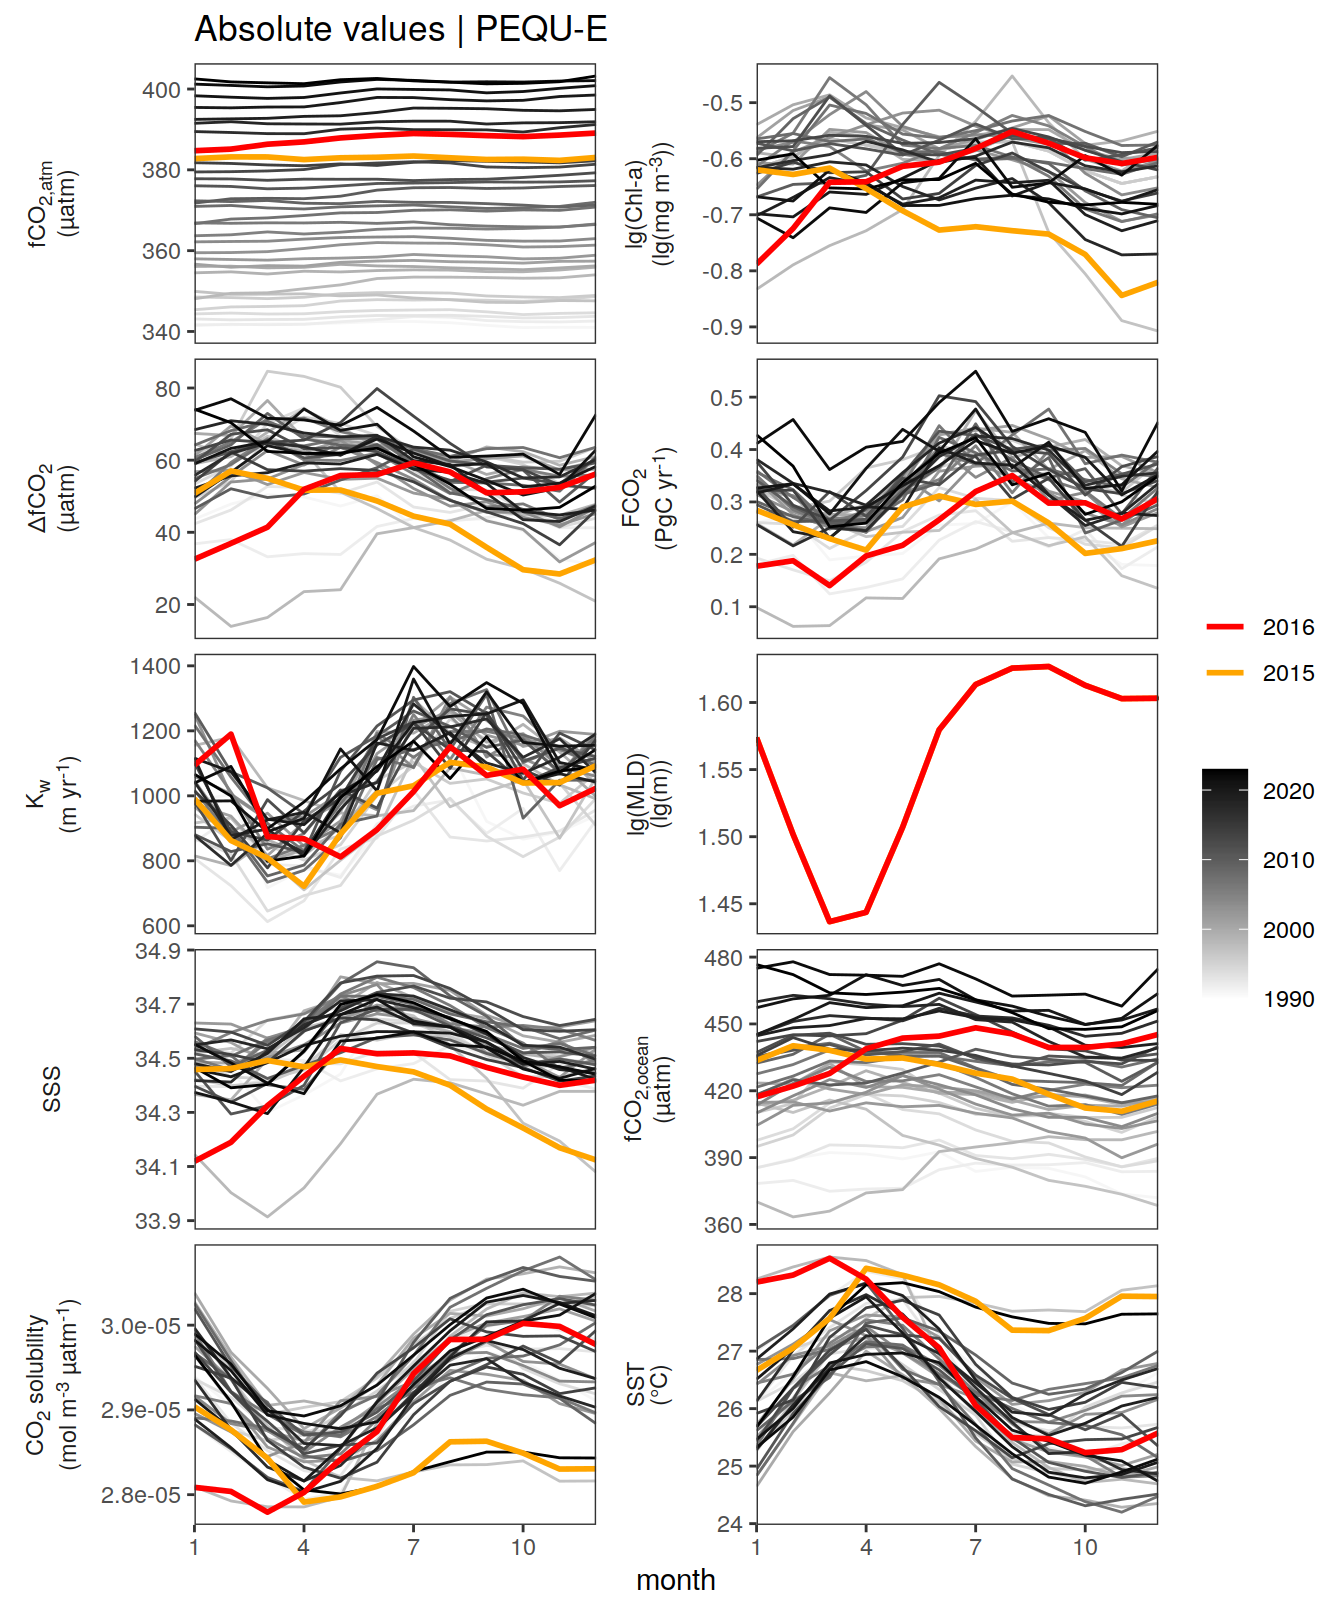 Absolute values | PEQU-E
fCO2,atm
(µatm)
400
380
360
340
lg(Chl-a)
(lg(mg m-3))
-0.5
-0.6
-0.7
-0.8
-0.9
ΔfCO2
(µatm)
80
60
40
20
FCO2
(PgC yr-1)
0.5
0.4
0.3
0.2
0.1
Kw
(m yr-1)
1400
1200
1000
800
600
lg(MLD)
(lg(m))
1.60
1.55
1.50
1.45
SSS
34.9
34.7
34.5
34.3
34.1
33.9
fCO2,ocean
(µatm)
480
450
420
390
360
CO2 solubility
(mol m-3 µatm-1)
3.0e-05
2.9e-05
2.8e-05
1 4 7 10
SST
(°C)
28
27
26
25
24
1 4 7 10
month
2016
2015
2020
2010
2000
1990